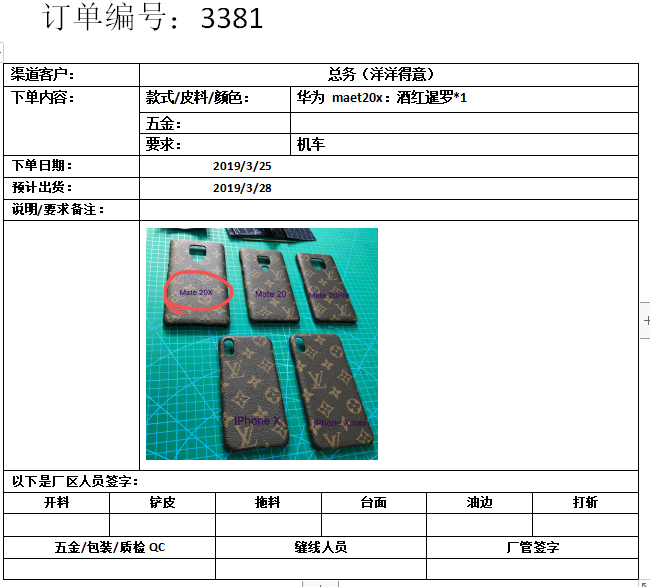 订单编号：3381
渠道客户： 总务（洋洋得意）
下单内容： 款式/皮料/颜色： 华为 maet20x：酒红暹罗*1
五金：
要求： 机车
下单日期： 2019/3/25
预计出货： 2019/3/28
说明/要求备注：
Mate 20X Mate 20 Mate 20Pro
iPhone X iPhone Xmax
以下是厂区人员签字：
开料 铲皮 拖料 台面 油边 打斩
五金/包装/质检 QC 缝线人员 厂管签字